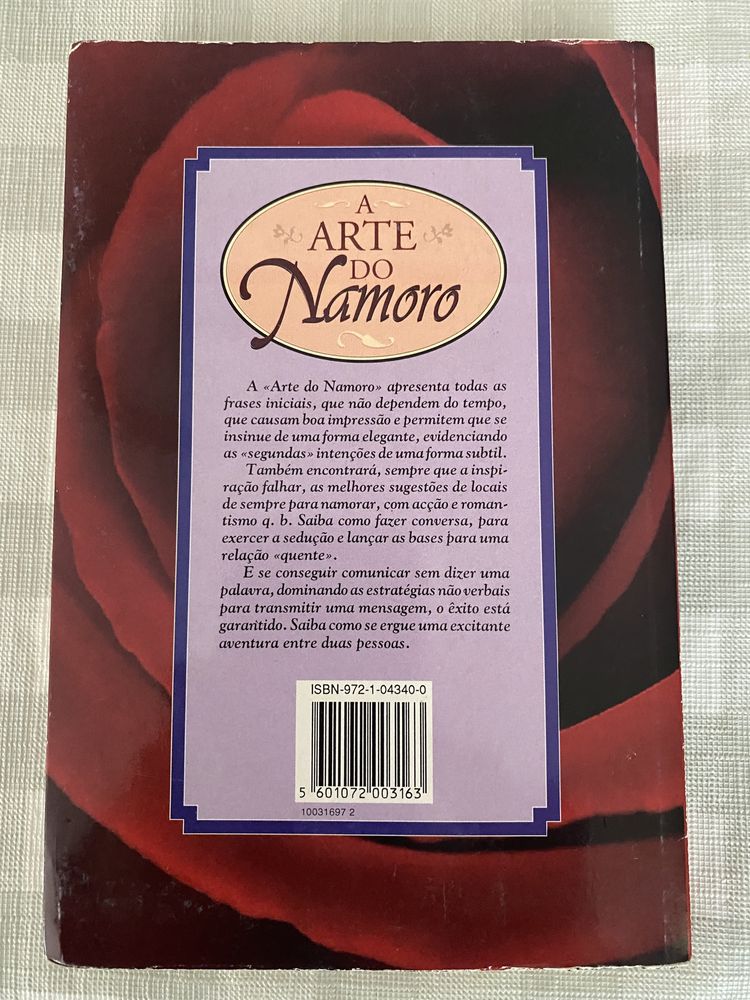 A
ARTE
DO
Namoro
A «Arte do Namoro» apresenta todas as
frases iniciais, que não dependem do tempo,
que causam boa impressão e permitem que se
insinue de uma forma elegante, evidenciando
as «segundas» intenções de uma forma subtil.
Também encontrará, sempre que a inspi-
ração falhar, as melhores sugestões de locais
de sempre para namorar, com acção e roman-
tismo q. b. Saiba como fazer conversa, para
exercer a sedução e lançar as bases para uma
relação «quente».
E se conseguir comunicar sem dizer uma
palavra, dominando as estratégias não verbais
para transmitir uma mensagem, o êxito está
garantido. Saiba como se ergue uma excitante
aventura entre duas pessoas.
ISBN-972-1-04340-0
5 601072 003163
10031697 2